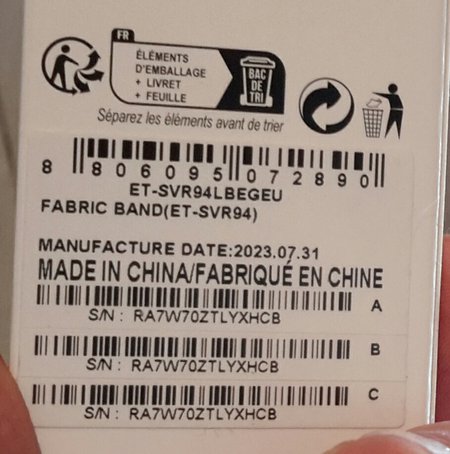 FR
ÉLÉMENTS
D'EMBALLAGE
+ LIVRET
+ FEUILLE
BAC
DE
TRI
Séparez les éléments avant de trier
8 806095 072890
ET-SVR94LBEGEU
FABRIC BAND(ET-SVR94)
MANUFACTURE DATE:2023.07.31
MADE IN CHINA/FABRIQUÉ EN CHINE
A
S/N : RA7W70ZTLYXHCB
B
S/N : RA7W70ZTLYXHCB
C
S/N : RA7W70ZTLYXHCB